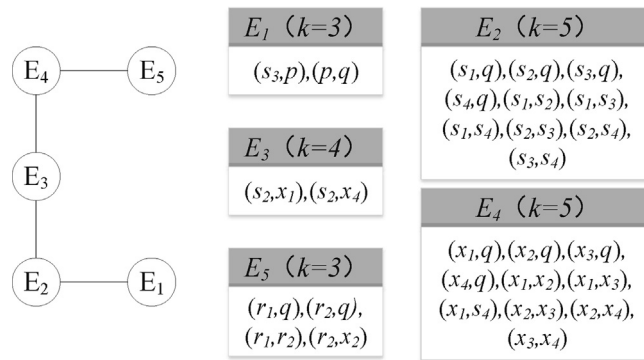 E₄ E₅
E₃
E₂ E₁
E₁ (k=3)
(s₃,p),(p,q)
E₂ (k=5)
(s₁,q),(s₂,q),(s₃,q),
(s₄,q),(s₁,s₂),(s₁,s₃),
(s₁,s₄),(s₂,s₃),(s₂,s₄),
(s₃,s₄)
E₃ (k=4)
(s₂,x₁),(s₂,x₄)
E₄ (k=5)
(x₁,q),(x₂,q),(x₃,q),
(x₄,q),(x₁,x₂),(x₁,x₃),
(x₁,s₄),(x₂,x₃),(x₂,x₄),
(x₃,x₄)
E₅ (k=3)
(r₁,q),(r₂,q),
(r₁,r₂),(r₂,x₂)